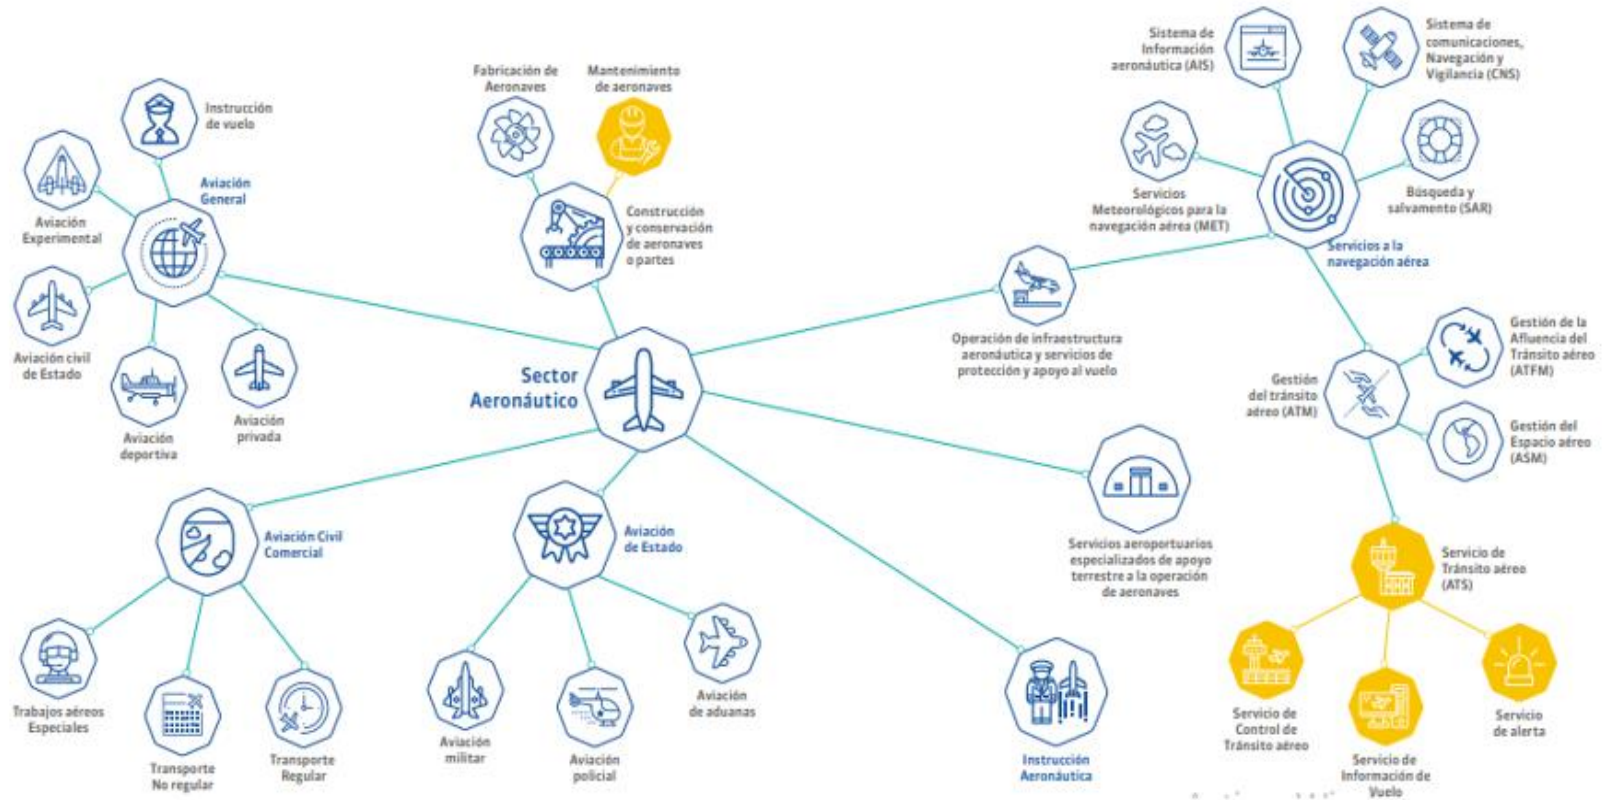 Instrucción
de vuelo
Aviación
General
Aviación
Experimental
Aviación civil
de Estado
Aviación
deportiva
Aviación
privada
Fabricación de
Aeronaves
Mantenimiento
de aeronaves
Construcción
y conservación
de aeronaves
o partes
Sistema de
Información
aeronáutica (AIS)
Sistema de
comunicaciones,
Navegación y
Vigilancia (CNS)
Servicios
Meteorológicos para la
navegación aérea (MET)
Búsqueda y
salvamento (SAR)
Servicios a la
navegación aérea
Operación de infraestructura
aeronáutica y servicios de
protección y apoyo al vuelo
Gestión
del tránsito
aéreo (ATM)
Gestión de la
Afluencia del
Tránsito aéreo
(ATFM)
Gestión del
Espacio aéreo
(ASM)
Sector
Aeronáutico
Aviación Civil
Comercial
Aviación
de Estado
Servicios aeroportuarios
especializados de apoyo
terrestre a la operación
de aeronaves
Servicio de
Tránsito aéreo
(ATS)
Trabajos aéreos
Especiales
Transporte
No regular
Transporte
Regular
Aviación
militar
Aviación
policial
Aviación
de aduanas
Instrucción
Aeronáutica
Servicio de
Control de
Tránsito aéreo
Servicio de
Información de
Vuelo
Servicio
de alerta